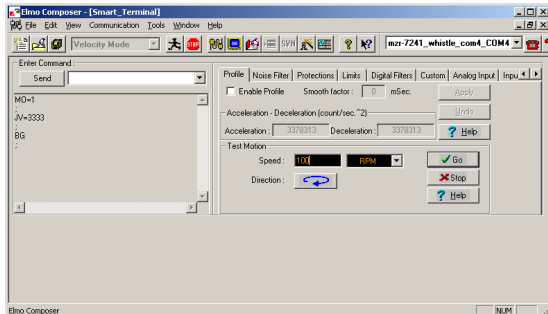 Elmo Composer - [Smart_Terminal]
File Edit View Communication Tools Window Help
Velocity Mode STOP SVM mzr-7241_whistle_com4_COM4
Enter Command:
Send
MO=1
;
JV=3333
;
BG
;
Profile Noise Filter Protections Limits Digital Filters Custom Analog Input Inpu
Enable Profile Smooth factor : 0 mSec. Apply
Acceleration - Deceleration (count/sec.^2) Undo
Acceleration : 3378313 Deceleration : 3378313 ? Help
Test Motion
Speed : 100 RPM Go
Direction : Stop
? Help
Elmo Composer NUM